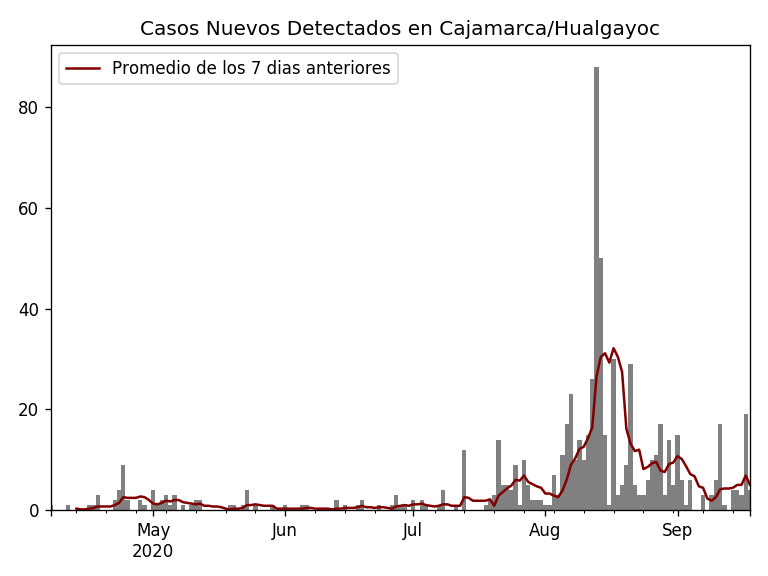 Casos Nuevos Detectados en Cajamarca/Hualgayoc
Promedio de los 7 dias anteriores
80
60
40
20
0
May Jun Jul Aug Sep
2020